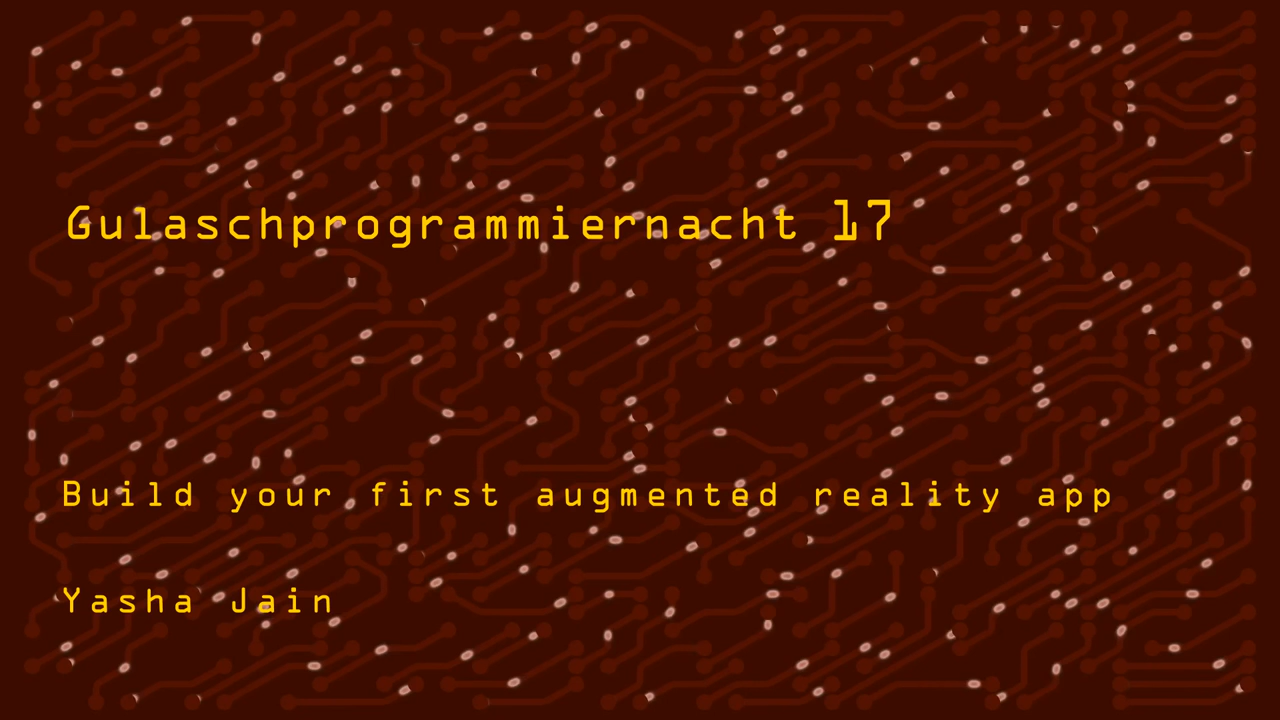 Gulaschprogrammiernacht 17
Build your first augmented reality app
Yasha Jain